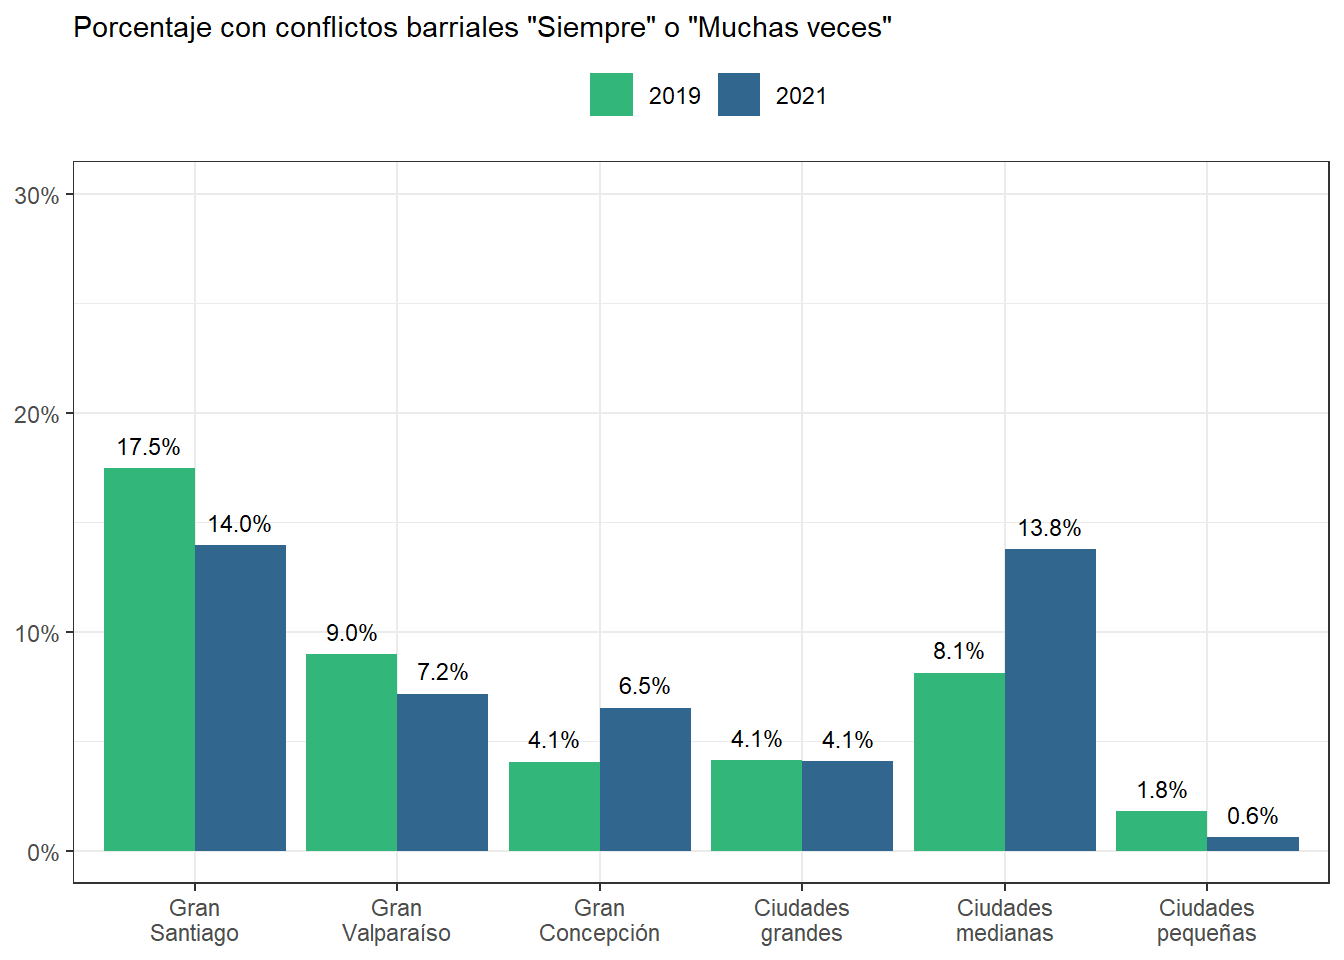 Porcentaje con conflictos barriales "Siempre" o "Muchas veces"
2019 2021
30%
20%
10%
0%
17.5%
14.0%
9.0%
7.2%
4.1%
6.5%
4.1%
4.1%
8.1%
13.8%
1.8%
0.6%
Gran
Santiago
Gran
Valparaíso
Gran
Concepción
Ciudades
grandes
Ciudades
medianas
Ciudades
pequeñas